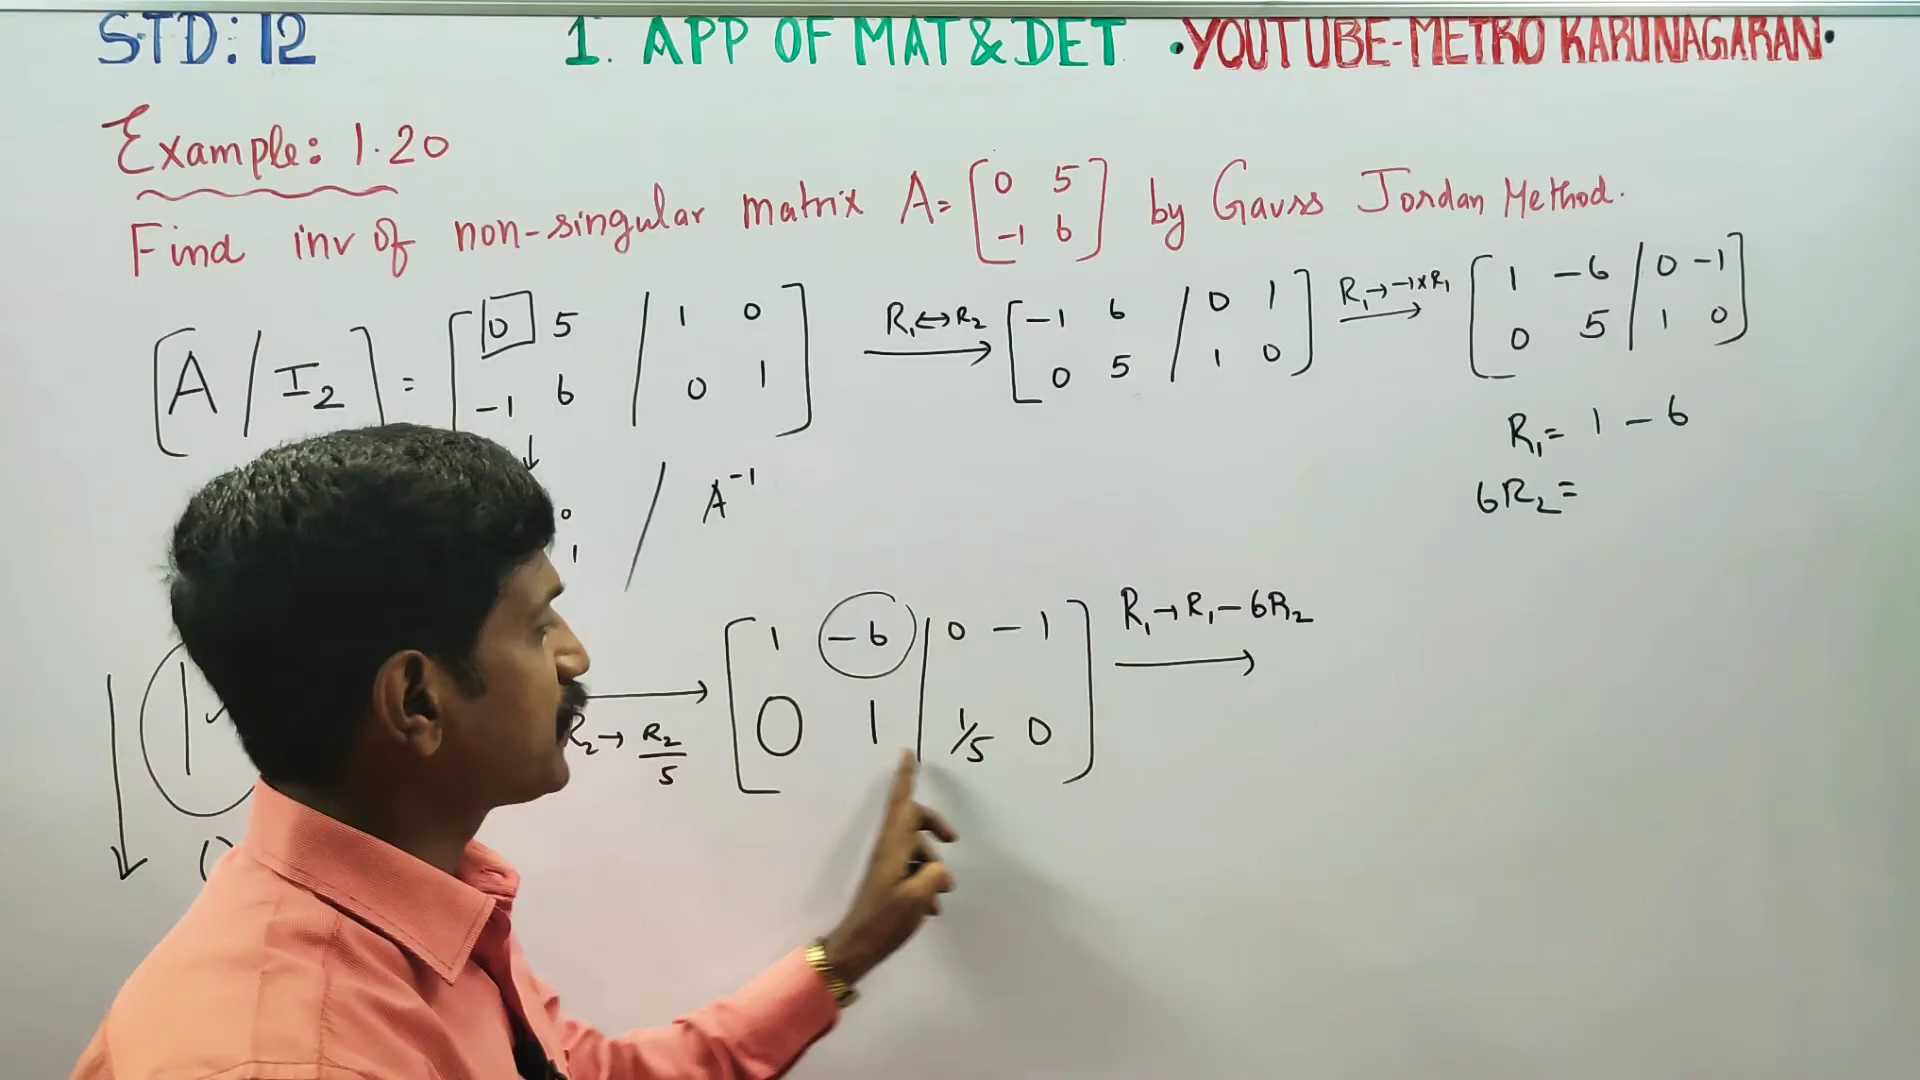 STD: 12 1. APP OF MAT & DET •YOUTUBE-METRO KARUNAGARAN•
Example: 1.20
Find inv of non-singular matrix A= [0 5 by Gauss Jordan Method.
-1 6]
[A / I2] = [0 5 / 1 0 R1↔R2 [-1 6 / 0 1 R1→-1×R1 [1 -6 | 0 -1
-1 6 0 1] 0 5 1 0] 0 5 | 1 0]
R1= 1 -6
6R2=
0 / A^-1
1
[1 -6 | 0 -1 R1→R1-6R2
1 R2→ R2/5 0 1 | 1/5 0]